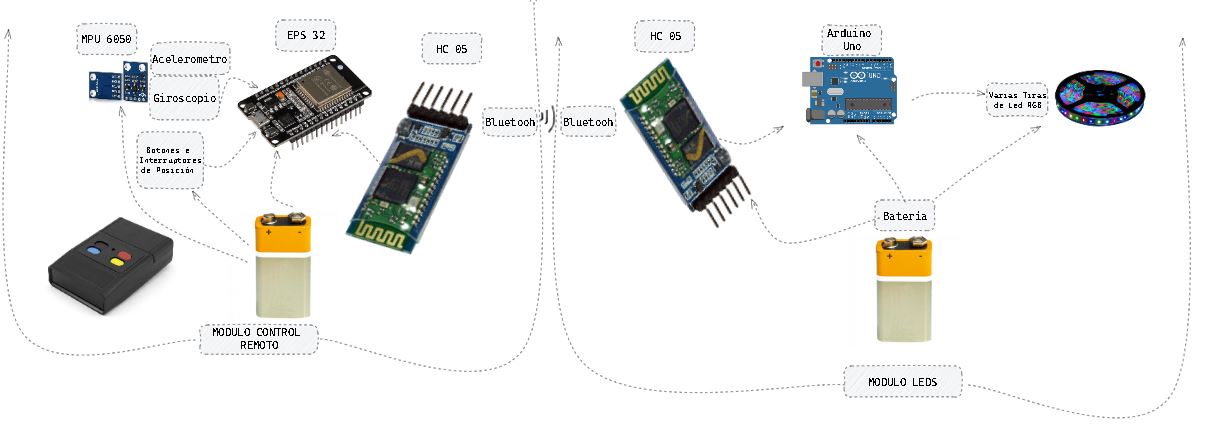 MPU 6050
Acelerometro
Giroscopio
EPS 32
HC 05
Botones e
Interruptores
de Posición
Bluetooh
MODULO CONTROL
REMOTO
HC 05
Bluetooh
Arduino
Uno
UNO
Varias Tiras
de Led RGB
Bateria
MODULO LEDS
+ -
+ -